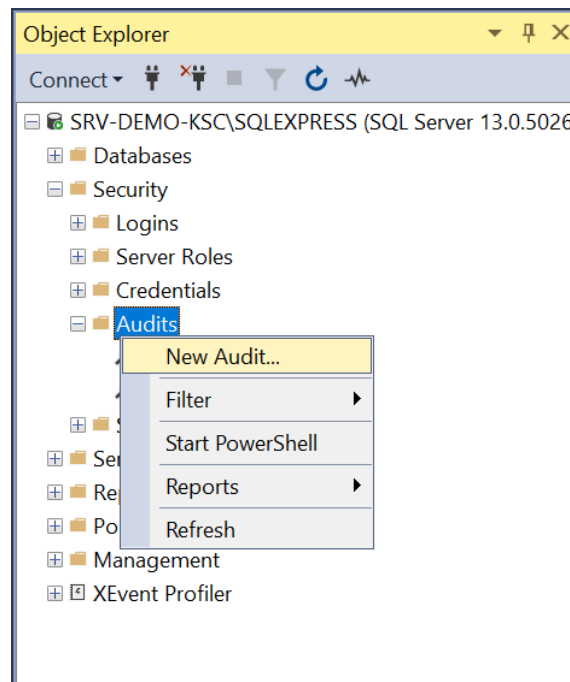 Object Explorer
Connect
SRV-DEMO-KSC\SQLEXPRESS (SQL Server 13.0.5026
Databases
Security
Logins
Server Roles
Credentials
Audits
New Audit...
Filter
Start PowerShell
Reports
Refresh
Management
XEvent Profiler